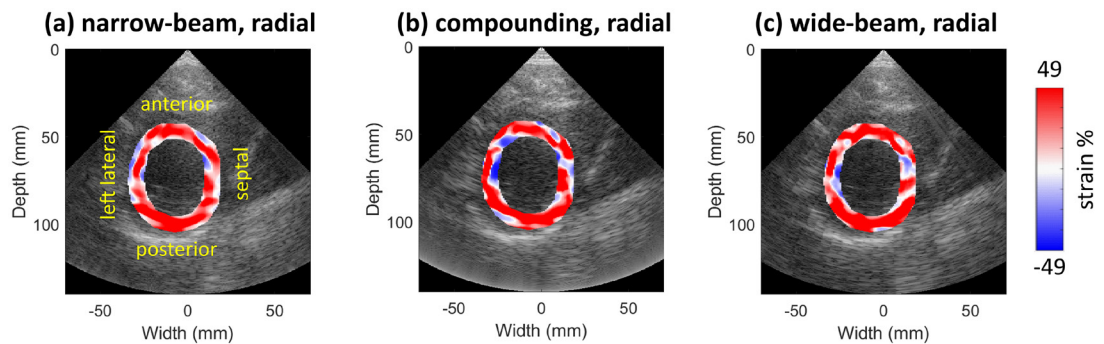 (a) narrow-beam, radial
(b) compounding, radial
(c) wide-beam, radial
0
50
100
Depth (mm)
anterior
left lateral
septal
posterior
-50
0
50
Width (mm)
0
50
100
Depth (mm)
-50
0
50
Width (mm)
0
50
100
Depth (mm)
-50
0
50
Width (mm)
49
strain %
-49